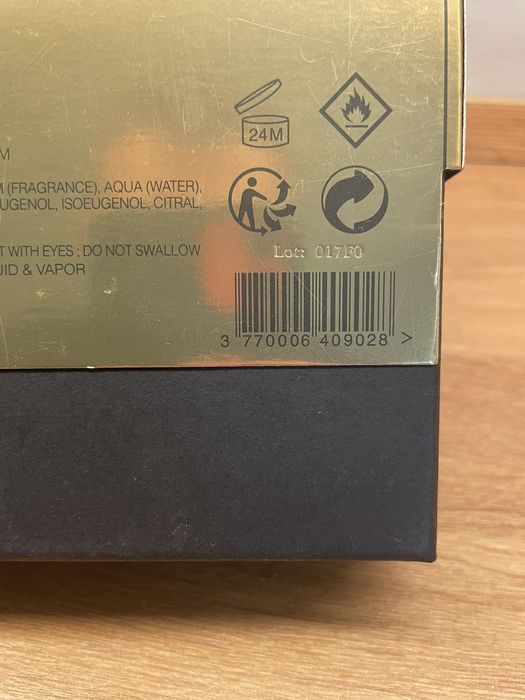 24M
M
M (FRAGRANCE), AQUA (WATER),
UGENOL, ISOEUGENOL, CITRAL,
T WITH EYES ; DO NOT SWALLOW
UID & VAPOR
Lot: 017F0
3 770006 409028 >